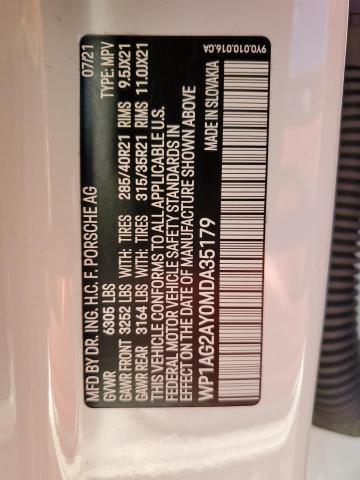 MFD BY DR. ING. H.C. F. PORSCHE AG 07/21
GVWR 6305 LBS TYPE: MPV
GAWR FRONT 3252 LBS WITH: TIRES 285/40R21 RIMS 9.5JX21
GAWR REAR 3164 LBS WITH: TIRES 315/35R21 RIMS 11.0JX21
THIS VEHICLE CONFORMS TO ALL APPLICABLE U.S.
FEDERAL MOTOR VEHICLE SAFETY STANDARDS IN
EFFECT ON THE DATE OF MANUFACTURE SHOWN ABOVE
WP1AG2AY0MDA35179 MADE IN SLOVAKIA
9Y0.010.016.CA